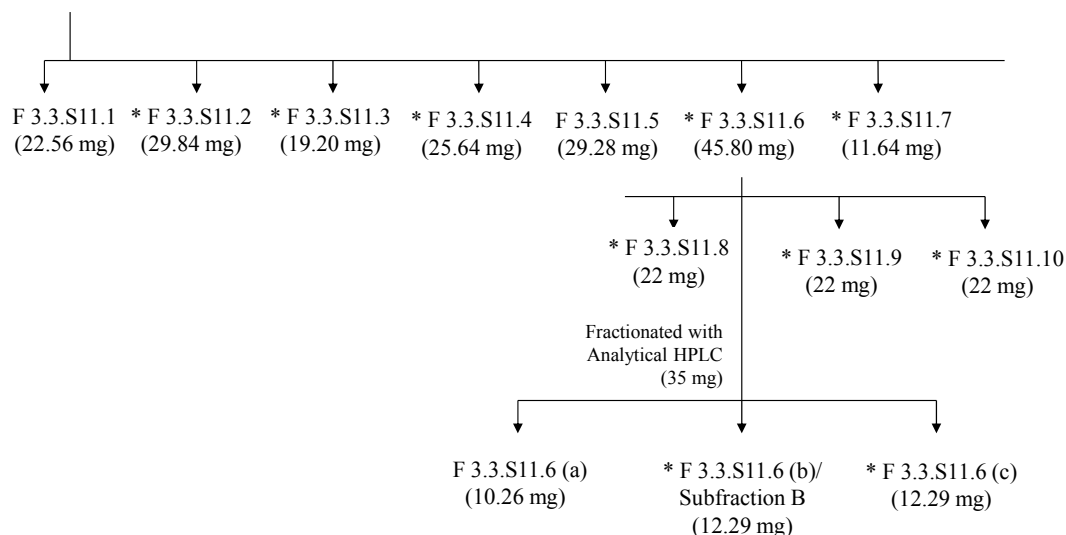 F 3.3.S11.1
(22.56 mg)
* F 3.3.S11.2
(29.84 mg)
* F 3.3.S11.3
(19.20 mg)
* F 3.3.S11.4
(25.64 mg)
F 3.3.S11.5
(29.28 mg)
* F 3.3.S11.6
(45.80 mg)
* F 3.3.S11.7
(11.64 mg)
* F 3.3.S11.8
(22 mg)
* F 3.3.S11.9
(22 mg)
* F 3.3.S11.10
(22 mg)
Fractionated with
Analytical HPLC
(35 mg)
F 3.3.S11.6 (a)
(10.26 mg)
* F 3.3.S11.6 (b)/
Subfraction B
(12.29 mg)
* F 3.3.S11.6 (c)
(12.29 mg)